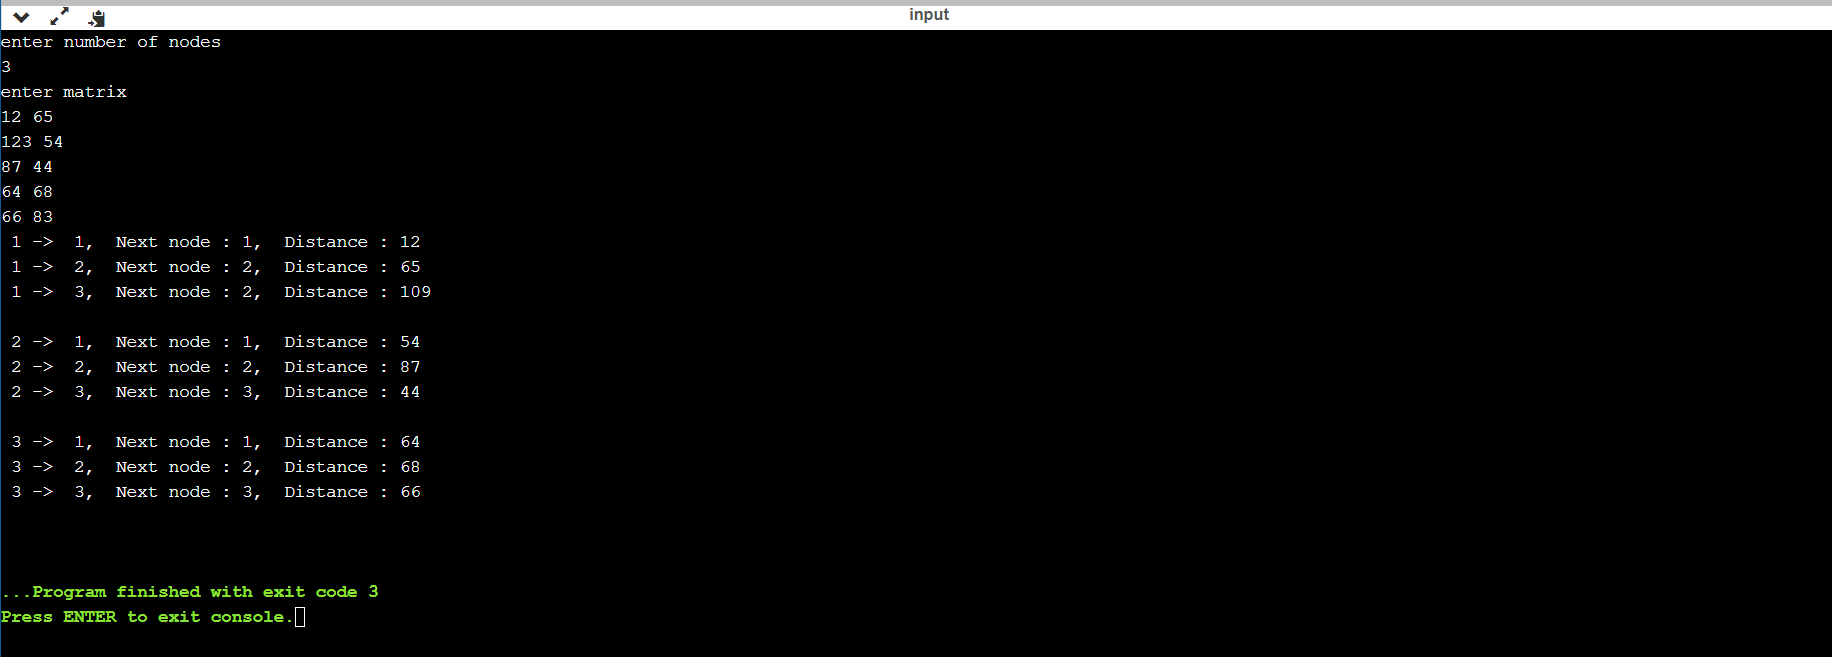 input
enter number of nodes
3
enter matrix
12 65
123 54
87 44
64 68
66 83
1 -> 1, Next node : 1, Distance : 12
1 -> 2, Next node : 2, Distance : 65
1 -> 3, Next node : 2, Distance : 109
2 -> 1, Next node : 1, Distance : 54
2 -> 2, Next node : 2, Distance : 87
2 -> 3, Next node : 3, Distance : 44
3 -> 1, Next node : 1, Distance : 64
3 -> 2, Next node : 2, Distance : 68
3 -> 3, Next node : 3, Distance : 66
...Program finished with exit code 3
Press ENTER to exit console.